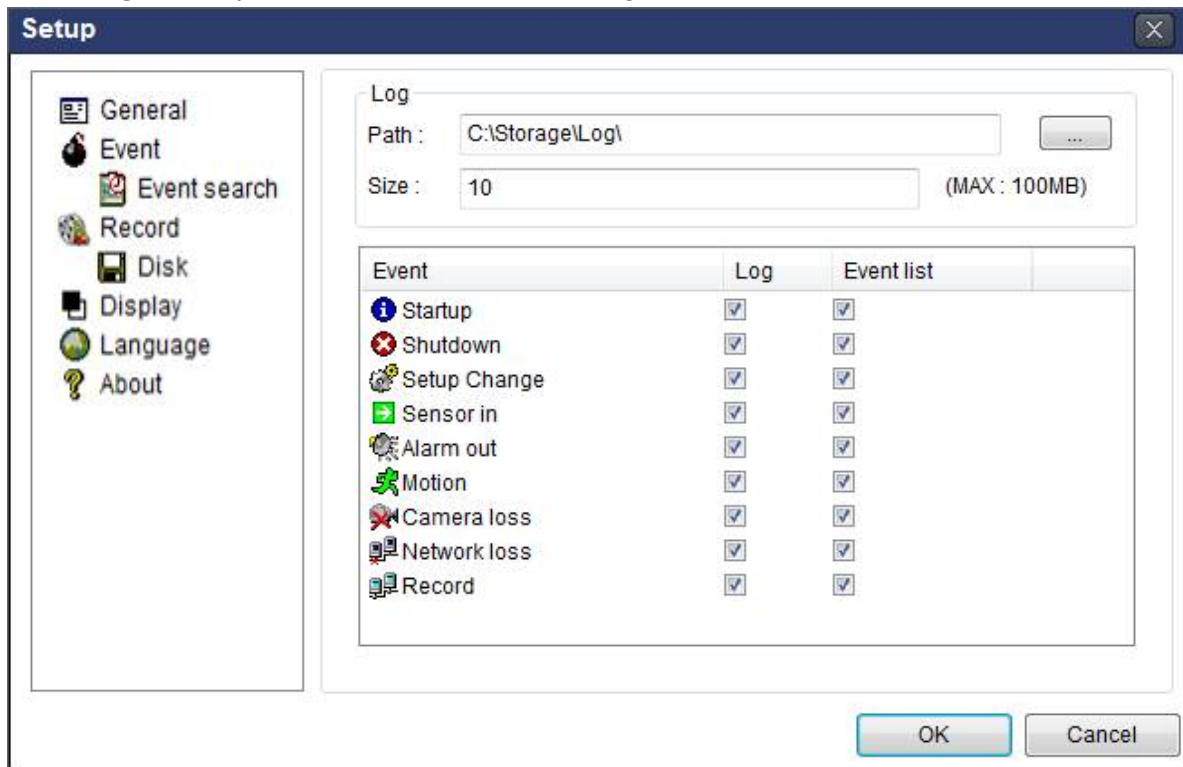 Setup
General
Event
Event search
Record
Disk
Display
Language
About
Log
Path : C:\Storage\Log\ ...
Size : 10 (MAX : 100MB)
Event Log Event list
Startup
Shutdown
Setup Change
Sensor in
Alarm out
Motion
Camera loss
Network loss
Record
OK Cancel